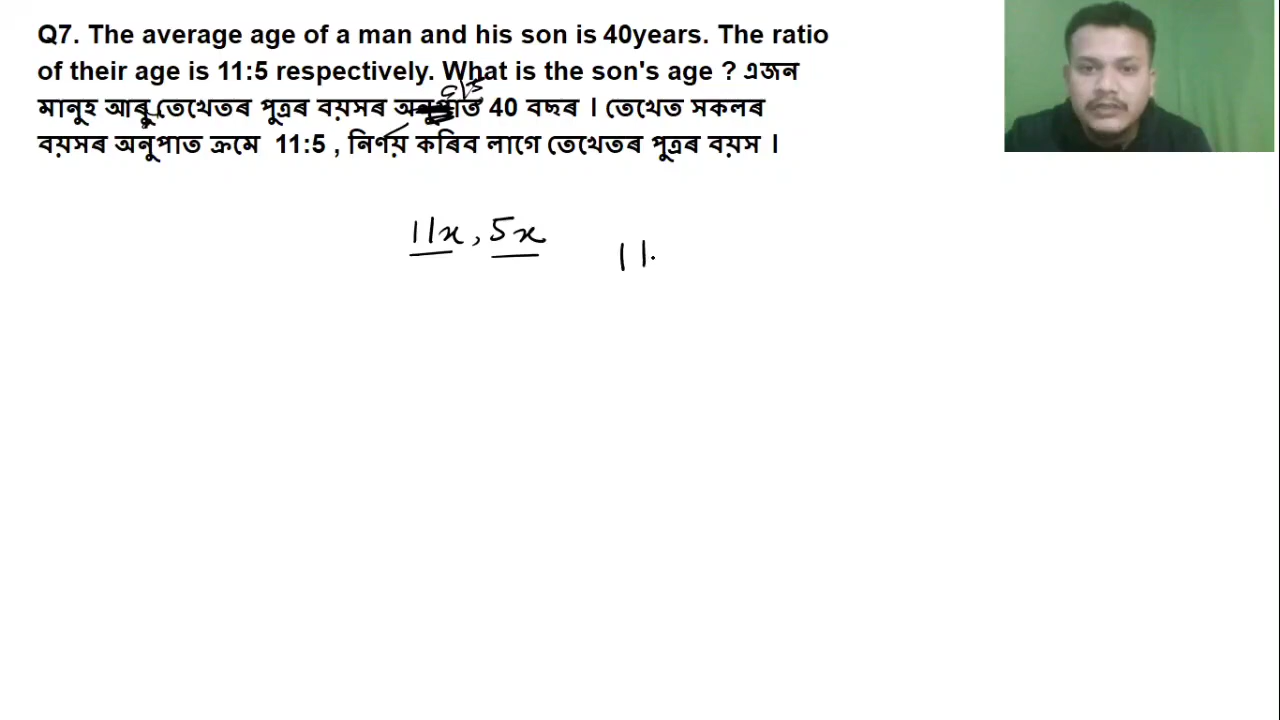 Q7. The average age of a man and his son is 40years. The ratio
of their age is 11:5 respectively. What is the son's age ? এজন
মানুহ আৰু তেখেতৰ পুত্ৰৰ বয়সৰ 40 বছৰ । তেখেত সকলৰ
বয়সৰ অনুপাত ক্ৰমে 11:5 , নিৰ্ণয় কৰিব লাগে তেখেতৰ পুত্ৰৰ বয়স ।
11x, 5x 11